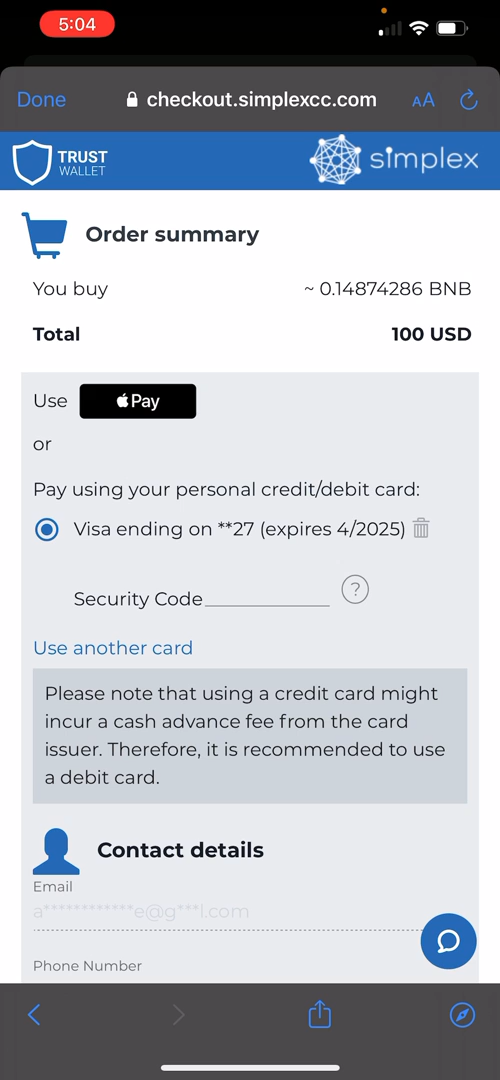 5:04
Done
checkout.simplexcc.com
AA
TRUST
WALLET
simplex
Order summary
You buy
~ 0.14874286 BNB
Total
100 USD
Use
Pay
or
Pay using your personal credit/debit card:
Visa ending on **27 (expires 4/2025)
Security Code
?
Use another card
Please note that using a credit card might
incur a cash advance fee from the card
issuer. Therefore, it is recommended to use
a debit card.
Contact details
Email
a************e@g***l.com
Phone Number